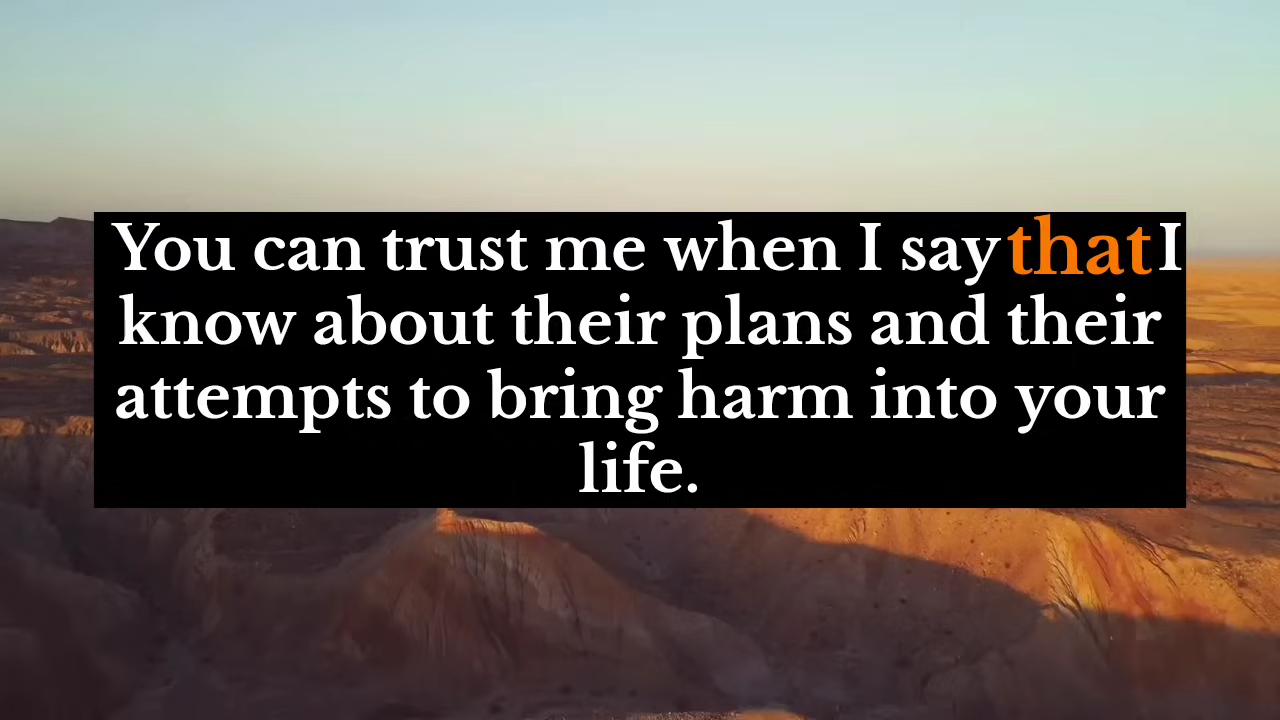 You can trust me when I say that I
know about their plans and their
attempts to bring harm into your
life.